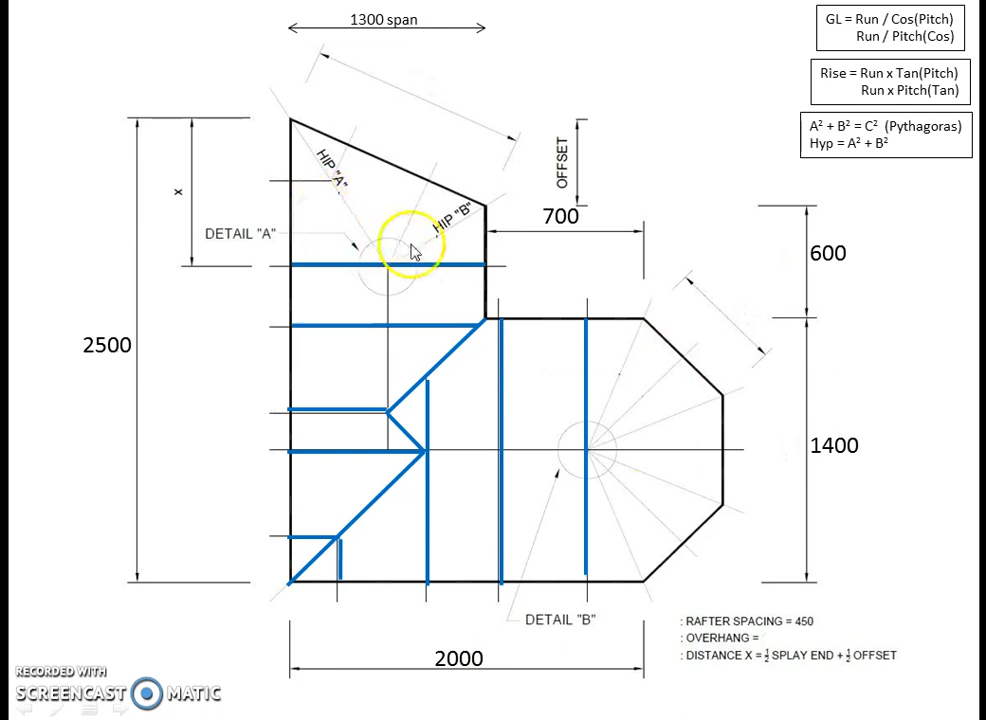 1300 span
GL = Run / Cos(Pitch)
Run / Pitch(Cos)
Rise = Run x Tan(Pitch)
Run x Pitch(Tan)
A² + B² = C² (Pythagoras)
Hyp = A² + B²
OFFSET
HIP "A"
x
HIP "B"
700
DETAIL "A"
600
2500
1400
DETAIL "B"
: RAFTER SPACING = 450
: OVERHANG =
: DISTANCE X = ½ SPLAY END + ½ OFFSET
2000
RECORDED WITH
SCREENCAST MATIC